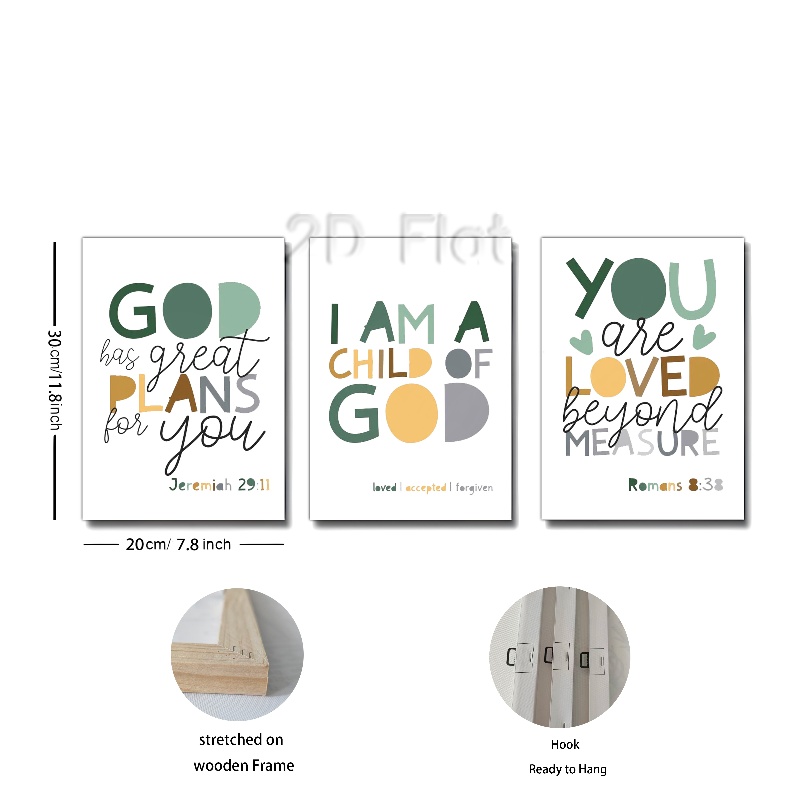 2D Flat
GOD
has great
PLANS
for you
Jeremiah 29:11
I AM A
CHILD OF
GOD
loved | accepted | forgiven
YOU
are
LOVED
beyond
MEASURE
Romans 8:38
30cm/11.8inch
20cm/ 7.8 inch
stretched on
wooden Frame
Hook
Ready to Hang